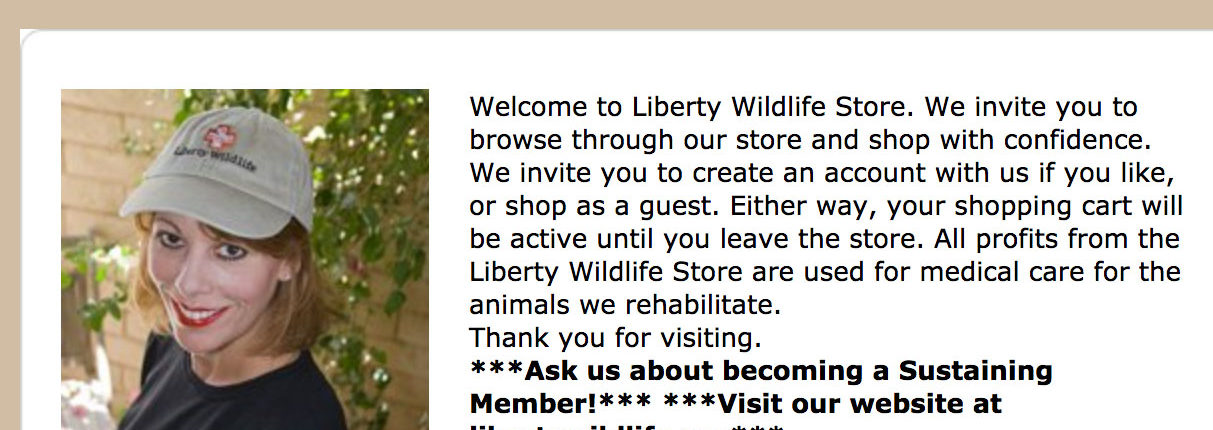 Liberty Wildlife
Welcome to Liberty Wildlife Store. We invite you to
browse through our store and shop with confidence.
We invite you to create an account with us if you like,
or shop as a guest. Either way, your shopping cart will
be active until you leave the store. All profits from the
Liberty Wildlife Store are used for medical care for the
animals we rehabilitate.
Thank you for visiting.
***Ask us about becoming a Sustaining
Member!*** ***Visit our website at